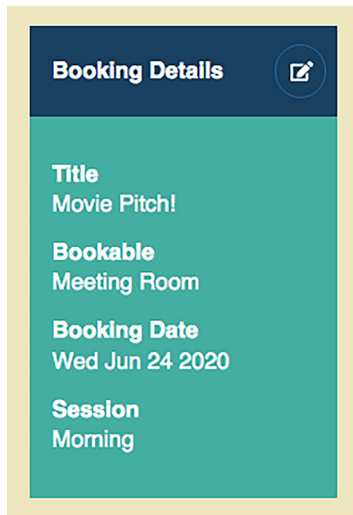 Booking Details
Title
Movie Pitch!
Bookable
Meeting Room
Booking Date
Wed Jun 24 2020
Session
Morning